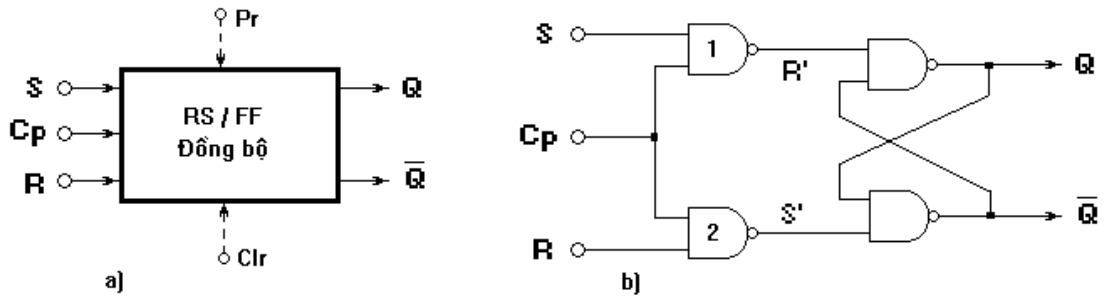 Pr
S
Cp
R
RS / FF
Đồng bộ
Q
Q̅
Clr
a)
S
Cp
R
1
2
R'
S'
Q
Q̅
b)